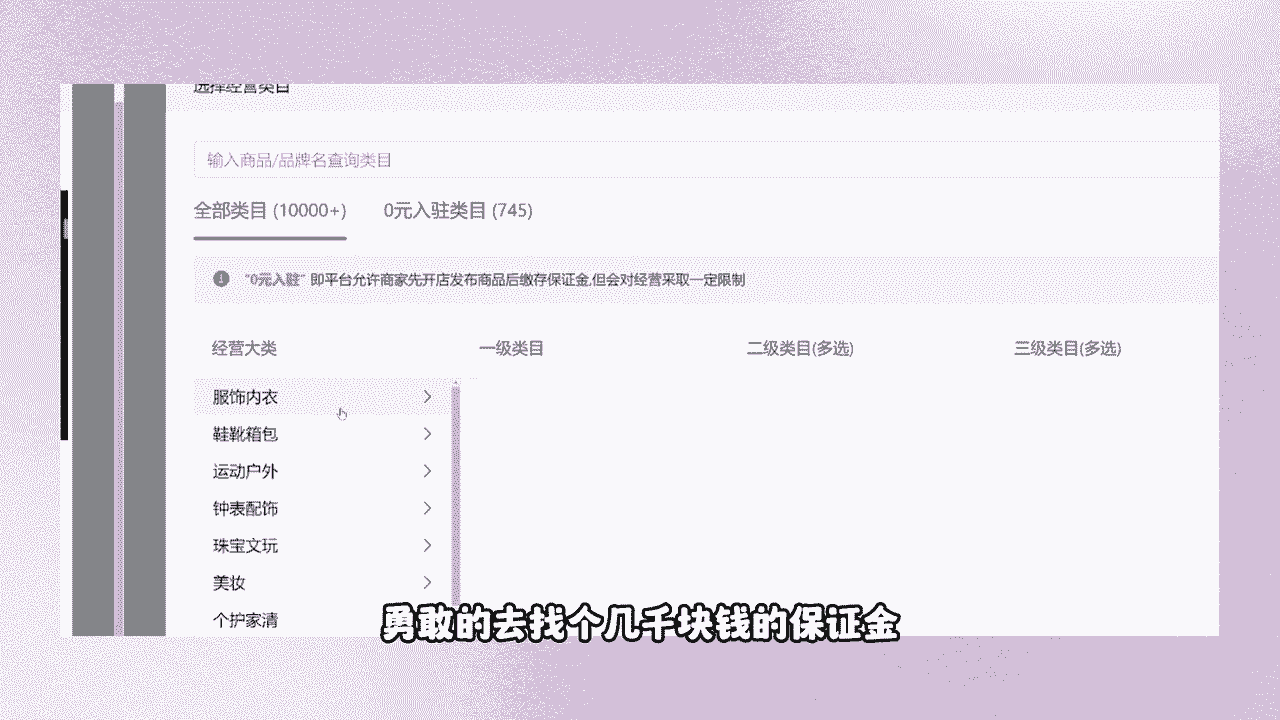 选择经营类目
输入商品/品牌名查询类目
全部类目 (10000+) 0元入驻类目 (745)
"0元入驻" 即平台允许商家先开店发布商品后缴存保证金,但会对经营采取一定限制
经营大类 一级类目 二级类目(多选) 三级类目(多选)
服饰内衣
鞋靴箱包
运动户外
钟表配饰
珠宝文玩
美妆
个护家清
勇敢的去找个几千块钱的保证金